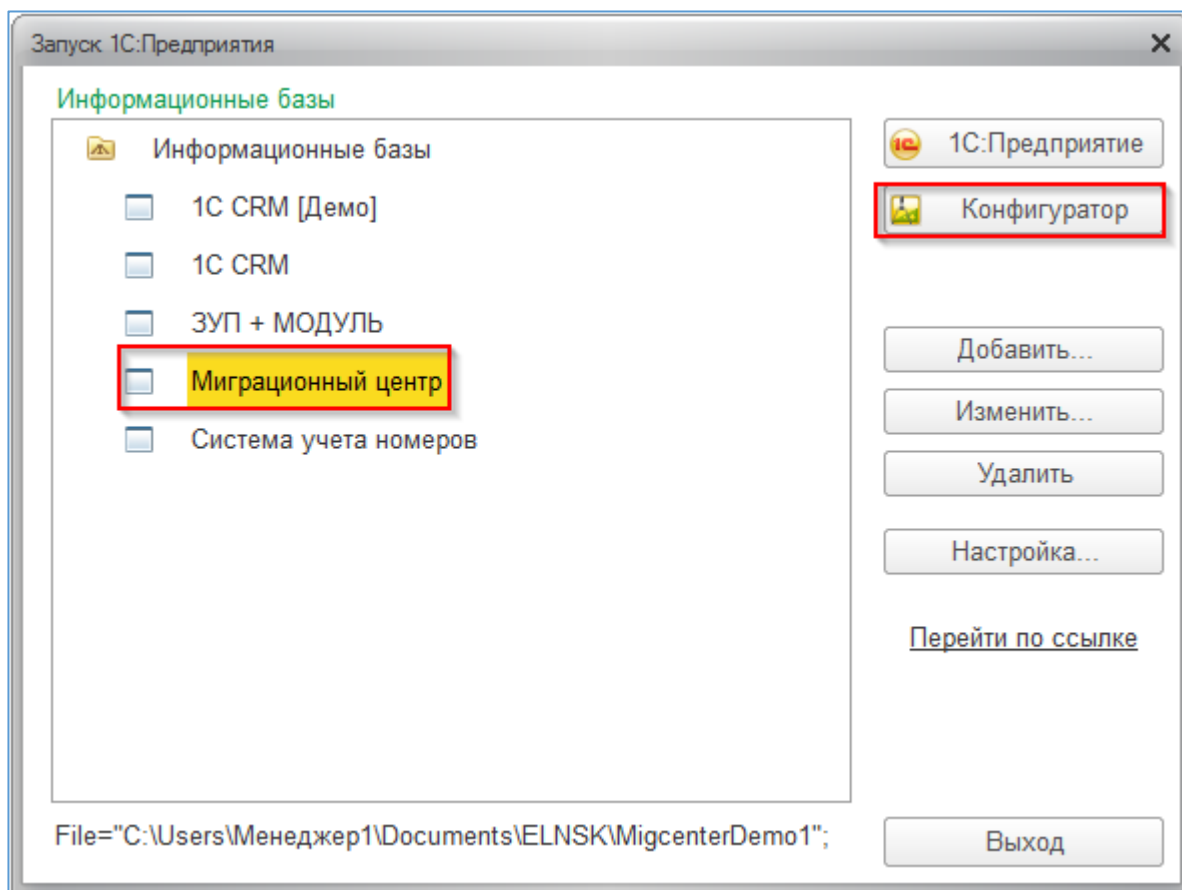 Запуск 1С:Предприятия
Информационные базы
Информационные базы
1С CRM [Демо]
1С CRM
ЗУП + МОДУЛЬ
Миграционный центр
Система учета номеров
1С:Предприятие
Конфигуратор
Добавить...
Изменить...
Удалить
Настройка...
Перейти по ссылке
File="C:\Users\Менеджер1\Documents\ELNSK\MigcenterDemo1";
Выход